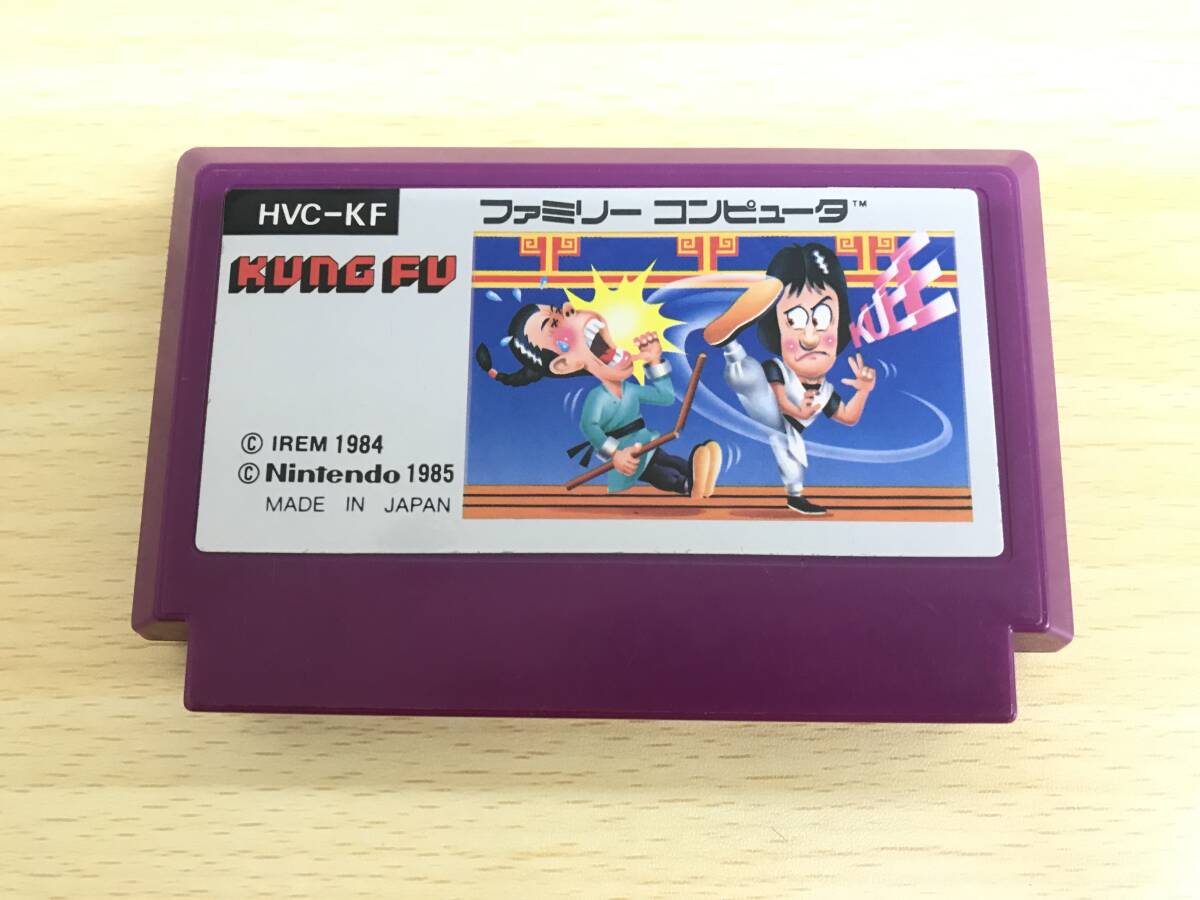 HVC-KF
ファミリー コンピュータ™
KUNG FU
KUEEE
© IREM 1984
© Nintendo 1985
MADE IN JAPAN